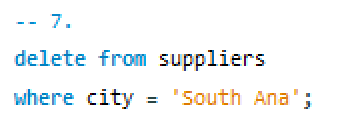 -- 7.
delete from suppliers
where city = 'South Ana';